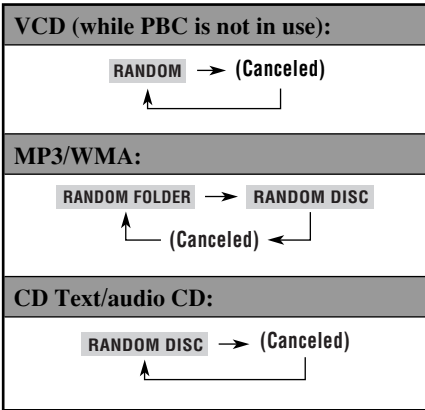 VCD (while PBC is not in use):
RANDOM (Canceled)
MP3/WMA:
RANDOM FOLDER RANDOM DISC
(Canceled)
CD Text/audio CD:
RANDOM DISC (Canceled)